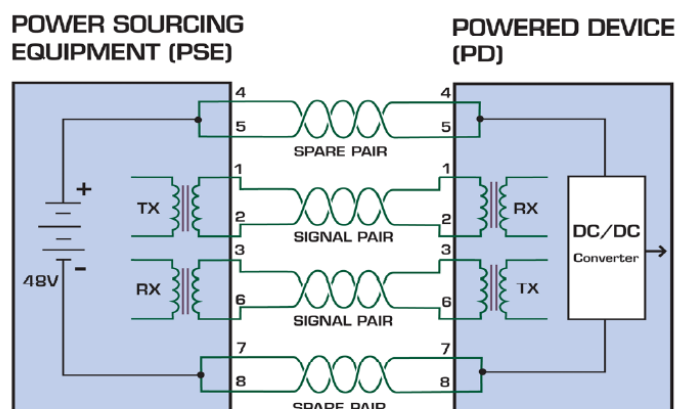 POWER SOURCING
EQUIPMENT (PSE)
POWERED DEVICE
(PD)
4
4
5
5
SPARE PAIR
1
1
+
TX
RX
2
2
SIGNAL PAIR
DC/DC
Converter
3
3
-
48V
RX
TX
6
6
SIGNAL PAIR
7
7
8
8
SPARE PAIR